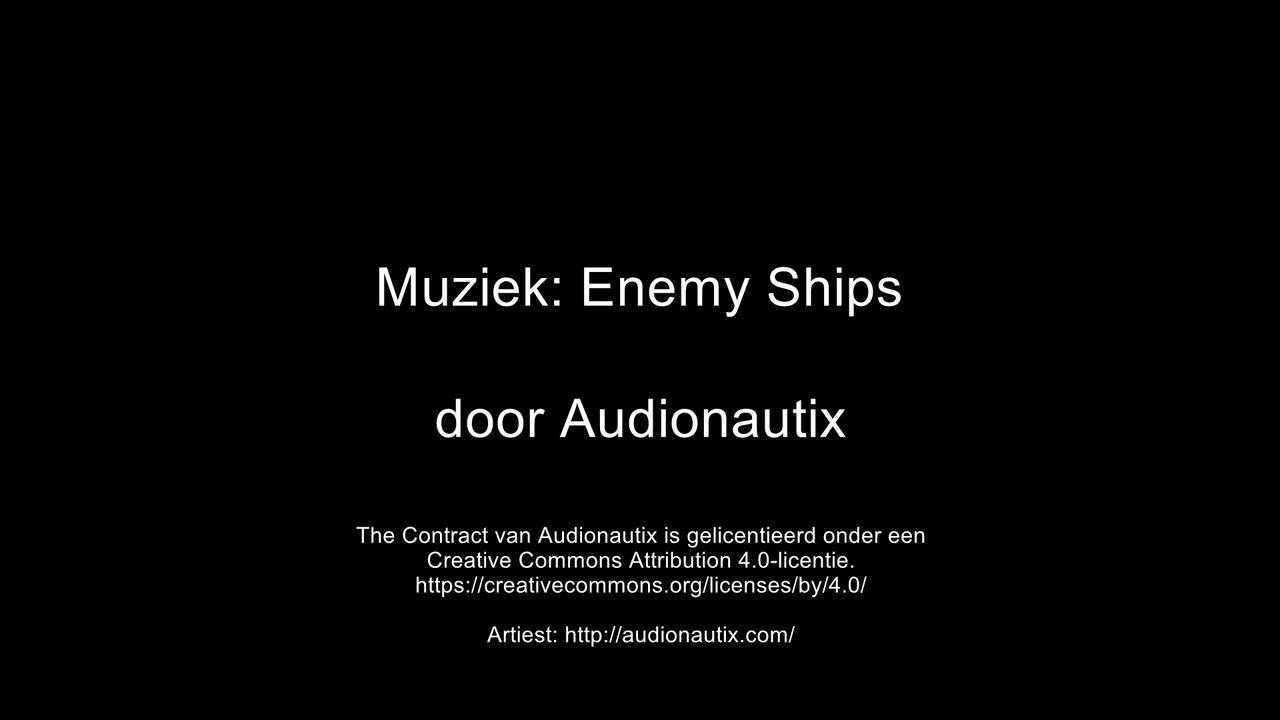 Muziek: Enemy Ships
door Audionautix
The Contract van Audionautix is gelicentieerd onder een
Creative Commons Attribution 4.0-licentie.
https://creativecommons.org/licenses/by/4.0/
Artiest: http://audionautix.com/